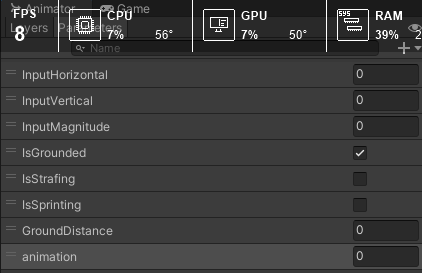 Animator Game
FPS CPU GPU RAM
8 7% 56° 7% 50° 39% 2
Layers Parameters
Name
InputHorizontal 0
InputVertical 0
InputMagnitude 0
IsGrounded
IsStrafing
IsSprinting
GroundDistance 0
animation 0